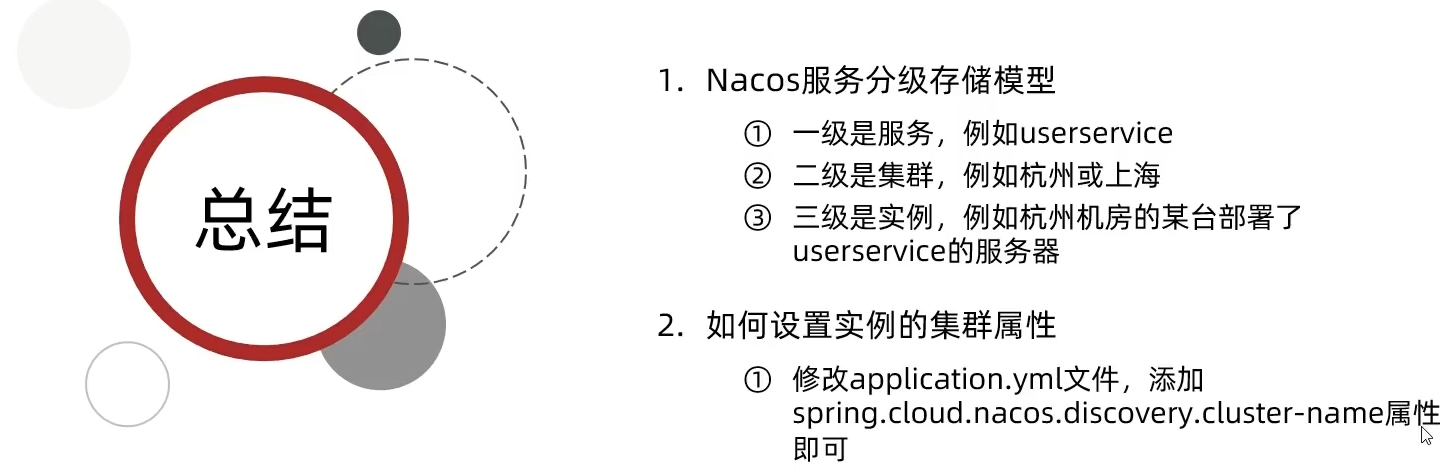 总结
1. Nacos服务分级存储模型
① 一级是服务，例如userservice
② 二级是集群，例如杭州或上海
③ 三级是实例，例如杭州机房的某台部署了
userservice的服务器
2. 如何设置实例的集群属性
① 修改application.yml文件，添加
spring.cloud.nacos.discovery.cluster-name属性
即可